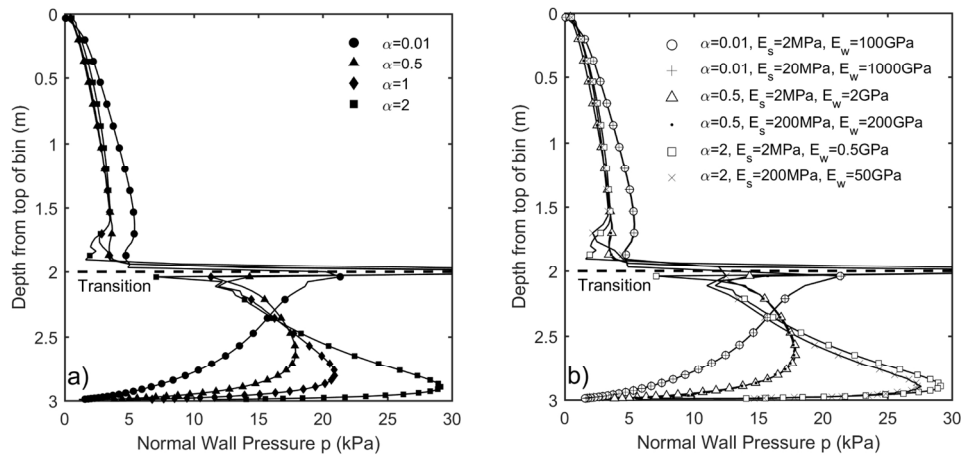 0
0.5
1
1.5
2
2.5
3
Depth from top of bin (m)
α=0.01
α=0.5
α=1
α=2
Transition
a)
0 5 10 15 20 25 30
Normal Wall Pressure p (kPa)
0
0.5
1
1.5
2
2.5
3
Depth from top of bin (m)
α=0.01, Es=2MPa, Ew=100GPa
α=0.01, Es=20MPa, Ew=1000GPa
α=0.5, Es=2MPa, Ew=2GPa
α=0.5, Es=200MPa, Ew=200GPa
α=2, Es=2MPa, Ew=0.5GPa
α=2, Es=200MPa, Ew=50GPa
Transition
b)
0 5 10 15 20 25 30
Normal Wall Pressure p (kPa)